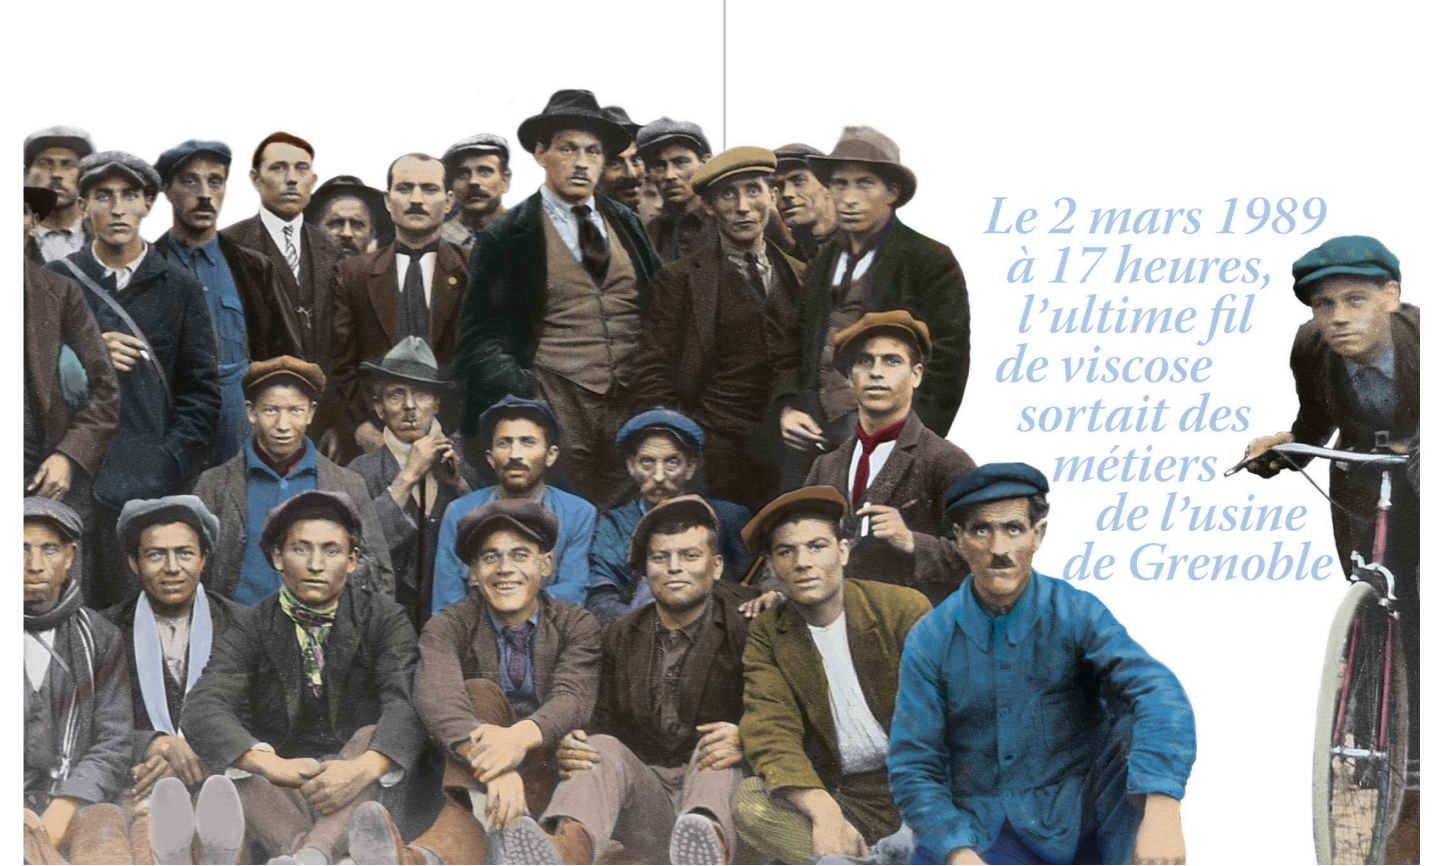 Le 2 mars 1989
à 17 heures,
l’ultime fil
de viscose
sortait des
métiers
de l’usine
de Grenoble